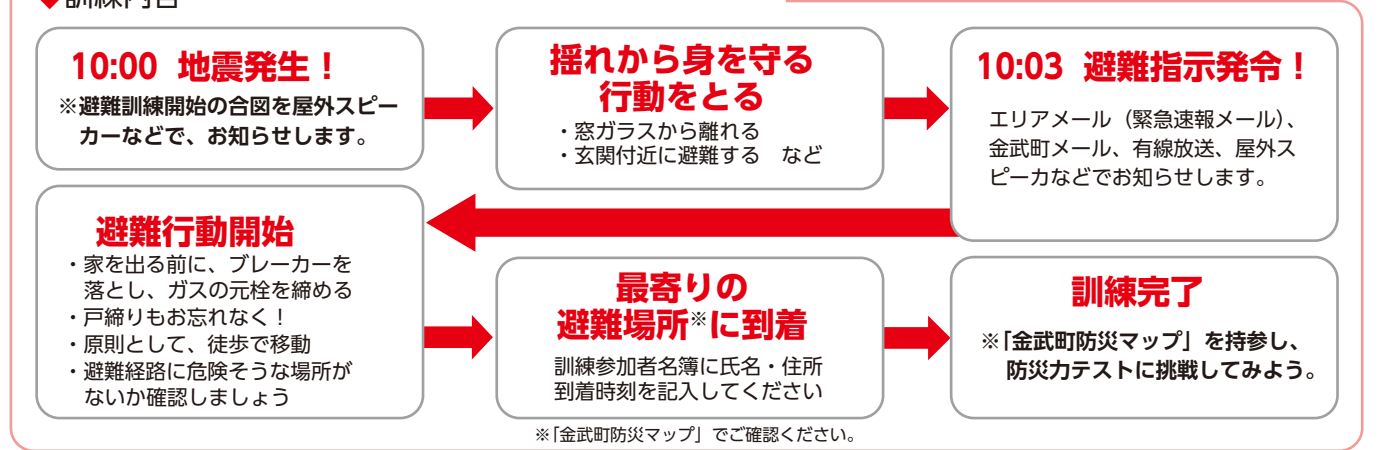 ◆訓練内容
10:00 地震発生！
※避難訓練開始の合図を屋外スピー
カーなどで、お知らせします。
揺れから身を守る
行動をとる
・窓ガラスから離れる
・玄関付近に避難する など
10:03 避難指示発令！
エリアメール（緊急速報メール）、
金武町メール、有線放送、屋外ス
ピーカなどでお知らせします。
避難行動開始
・家を出る前に、ブレーカーを
落とし、ガスの元栓を締める
・戸締りもお忘れなく！
・原則として、徒歩で移動
・避難経路に危険そうな場所が
ないか確認しましょう
最寄りの
避難場所※に到着
訓練参加者名簿に氏名・住所
到着時刻を記入してください
訓練完了
※「金武町防災マップ」を持参し、
防災力テストに挑戦してみよう。
※「金武町防災マップ」でご確認ください。